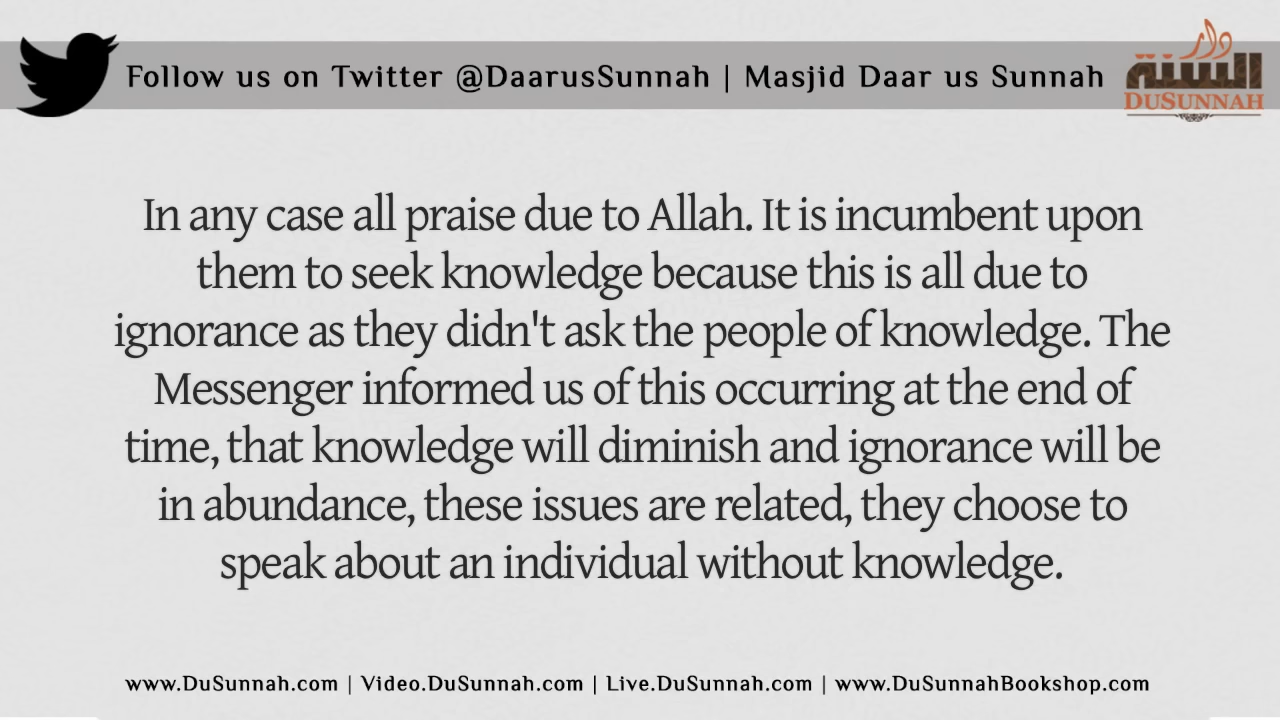 Follow us on Twitter @DaarusSunnah | Masjid Daar us Sunnah
دار
السنة
DUSUNNAH
In any case all praise due to Allah. It is incumbent upon
them to seek knowledge because this is all due to
ignorance as they didn't ask the people of knowledge. The
Messenger informed us of this occurring at the end of
time, that knowledge will diminish and ignorance will be
in abundance, these issues are related, they choose to
speak about an individual without knowledge.
www.DuSunnah.com | Video.DuSunnah.com | Live.DuSunnah.com | www.DuSunnahBookshop.com